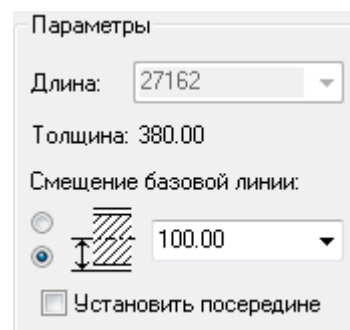 Параметры
Длина: 27162
Толщина: 380.00
Смещение базовой линии:
100.00
Установить посередине